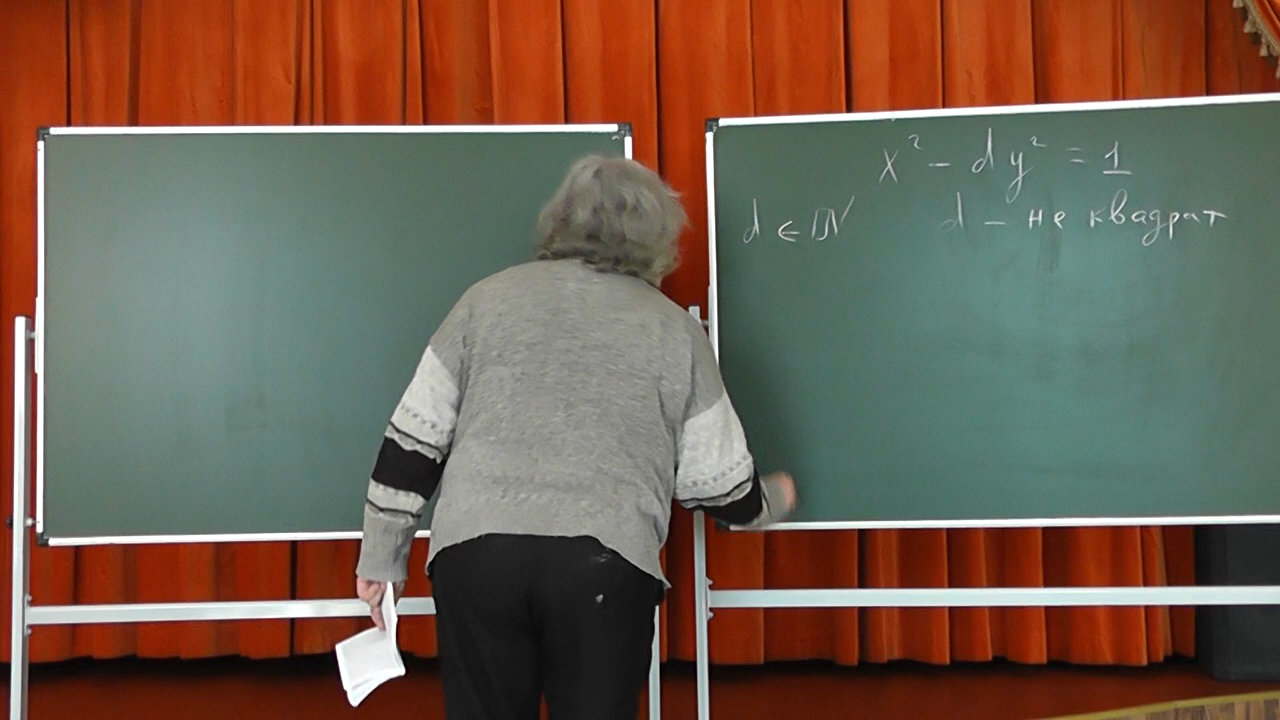 x² - dy² = 1
d ∈ ℕ d - не квадрат